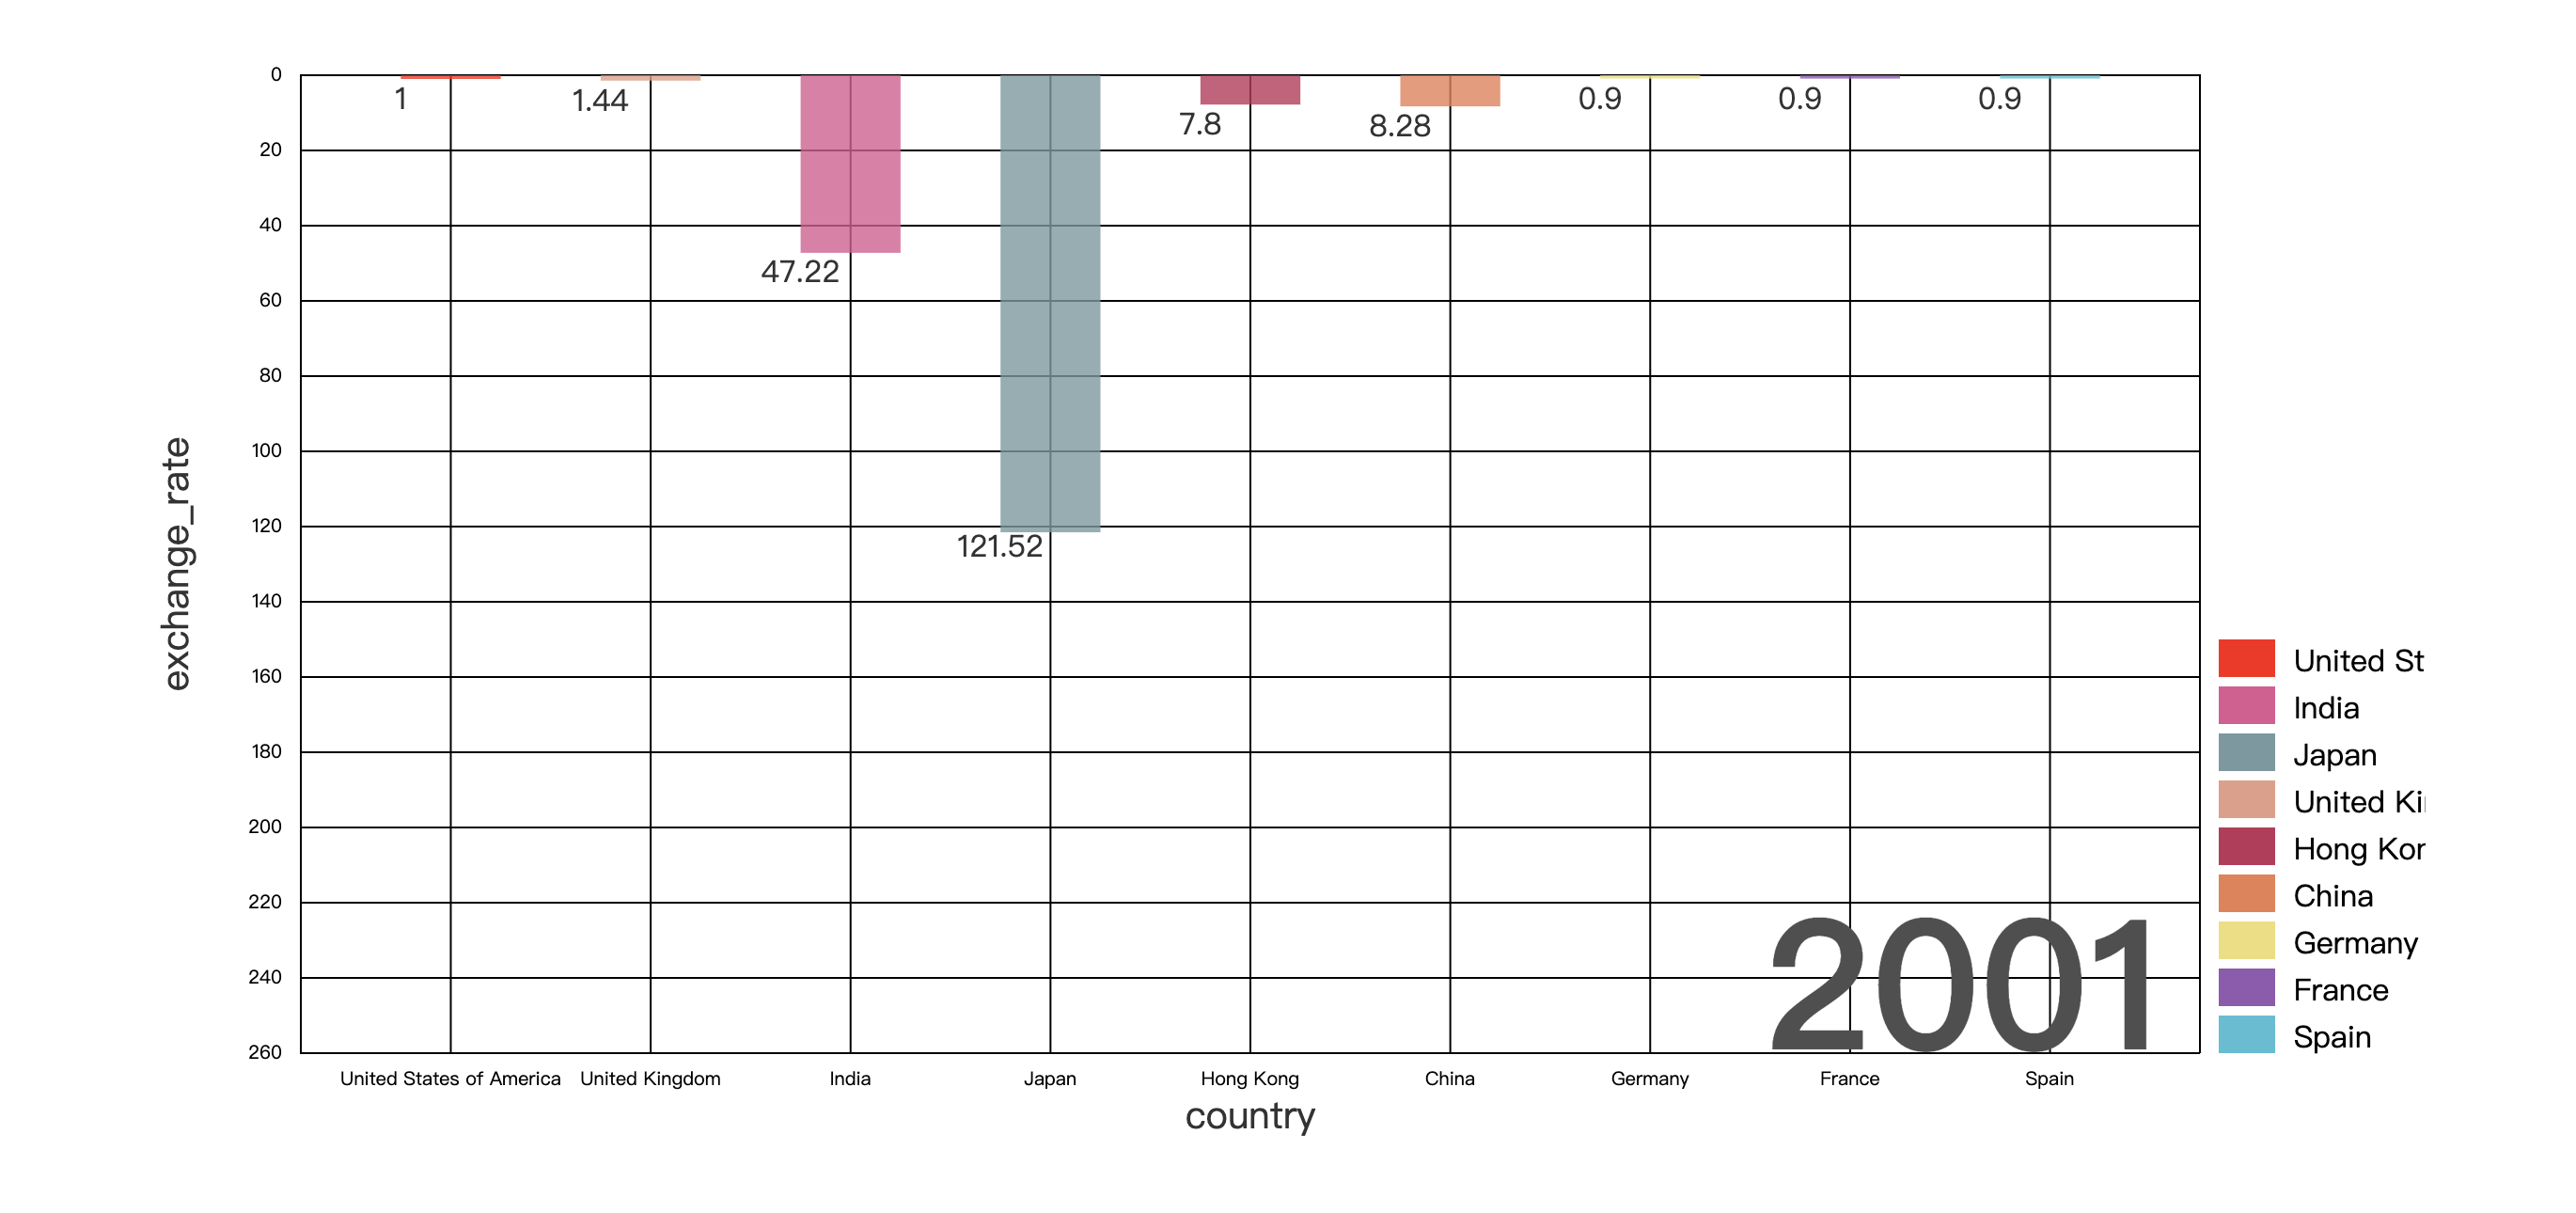 exchange_rate
0
20
40
60
80
100
120
140
160
180
200
220
240
260
1
1.44
47.22
121.52
7.8
8.28
0.9
0.9
0.9
2001
United States of America
United Kingdom
India
Japan
Hong Kong
China
Germany
France
Spain
country
United St
India
Japan
United Ki
Hong Kor
China
Germany
France
Spain